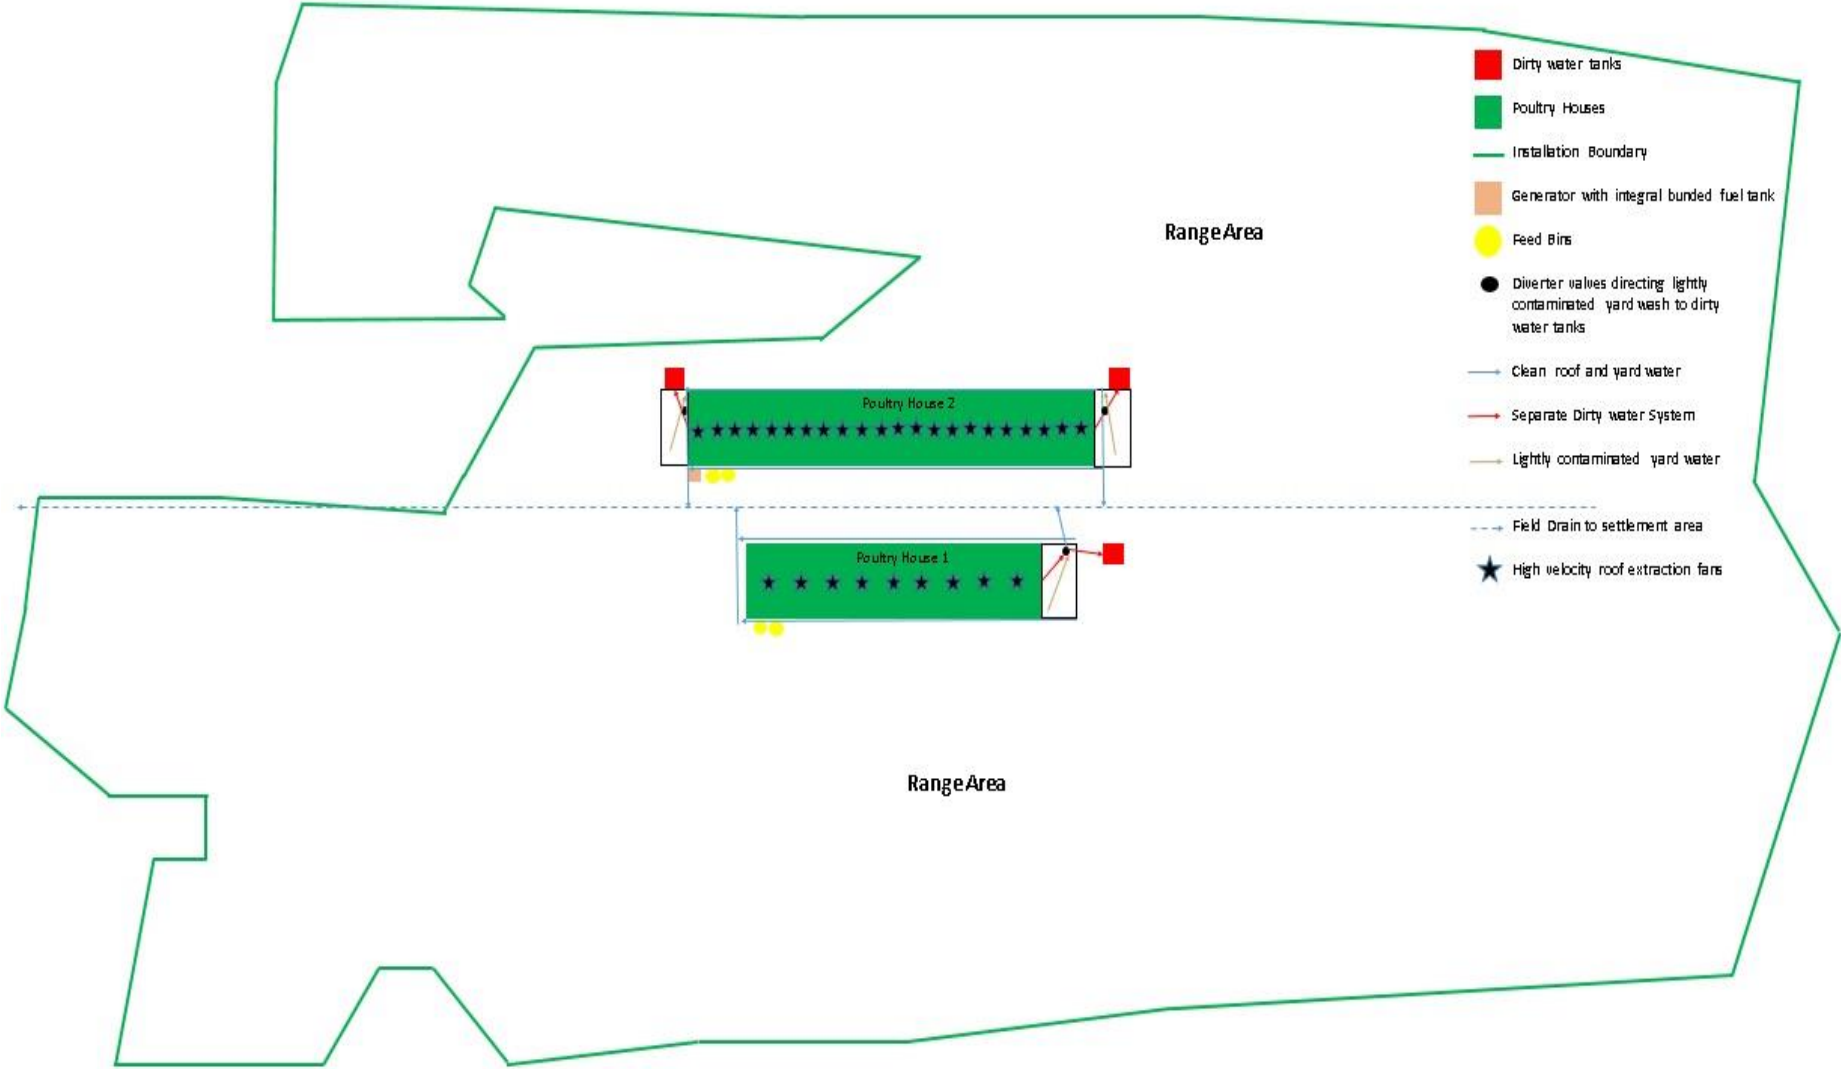 Dirty water tanks
Poultry Houses
Installation Boundary
Generator with integral bunded fuel tank
Range Area
Feed Bins
Diverter valves directing lightly
contaminated yard wash to dirty
water tanks
Clean roof and yard water
Poultry House 2
Separate Dirty water System
Lightly contaminated yard water
Field Drain to settlement area
Poultry House 1
High velocity roof extraction fans
Range Area